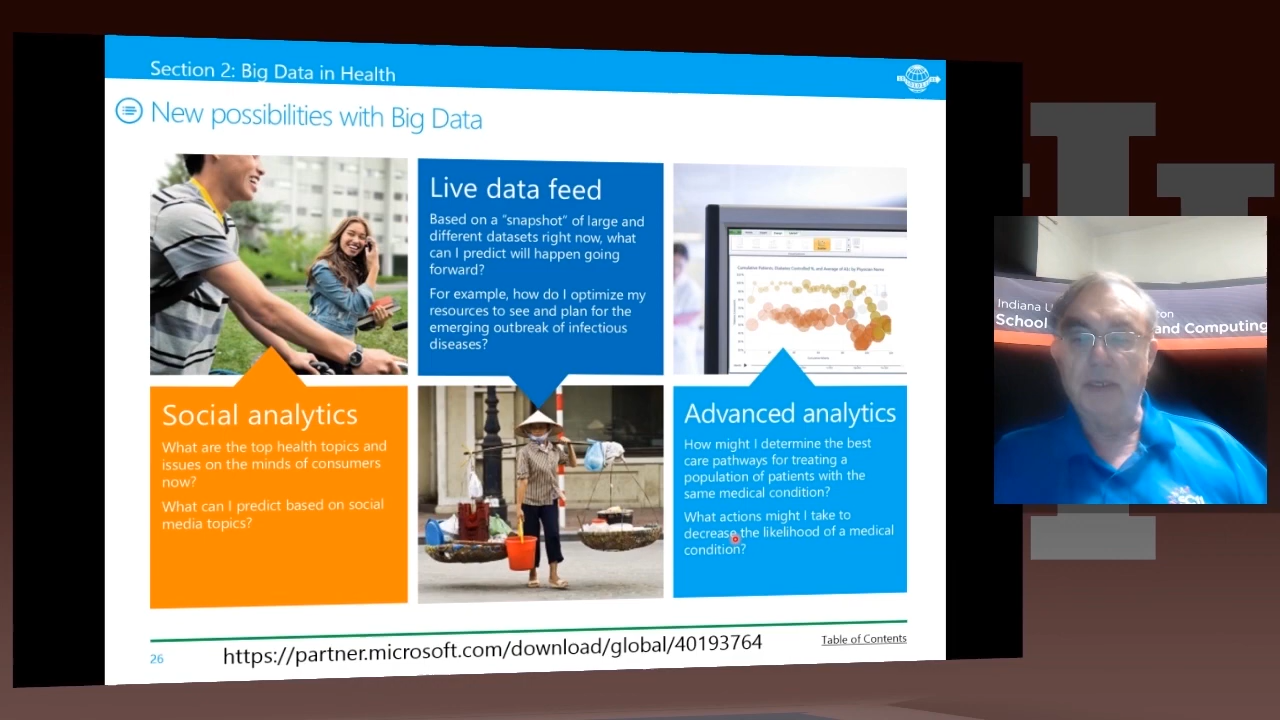 Section 2: Big Data in Health
New possibilities with Big Data
Live data feed
Based on a "snapshot" of large and
different datasets right now, what
can I predict will happen going
forward?
For example, how do I optimize my
resources to see and plan for the
emerging outbreak of infectious
diseases?
Social analytics
What are the top health topics and
issues on the minds of consumers
now?
What can I predict based on social
media topics?
Advanced analytics
How might I determine the best
care pathways for treating a
population of patients with the
same medical condition?
What actions might I take to
decrease the likelihood of a medical
condition?
26
https://partner.microsoft.com/download/global/40193764
Table of Contents
Indiana U
ton
School
and Computing